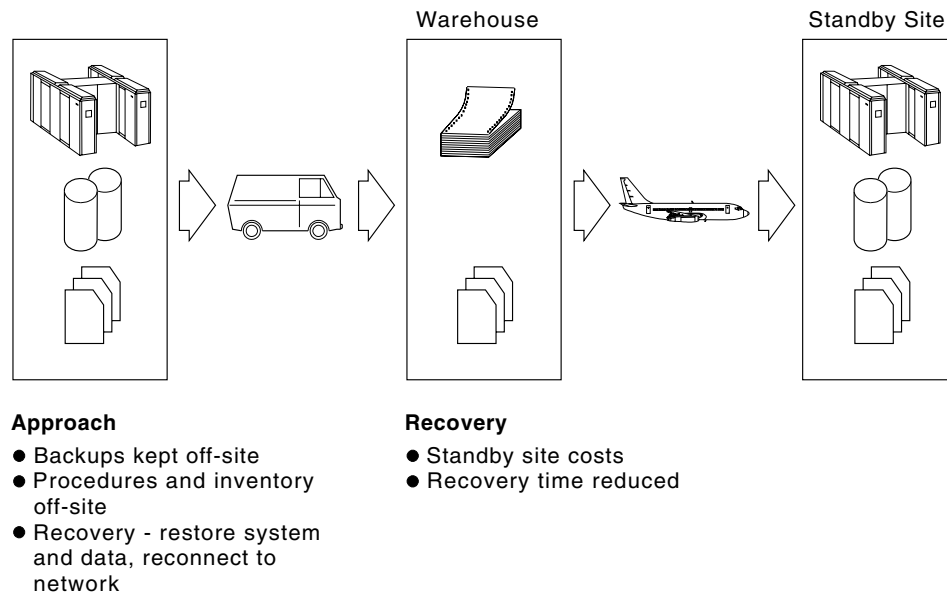 Warehouse
Standby Site
Approach
● Backups kept off-site
● Procedures and inventory
off-site
● Recovery - restore system
and data, reconnect to
network
Recovery
● Standby site costs
● Recovery time reduced